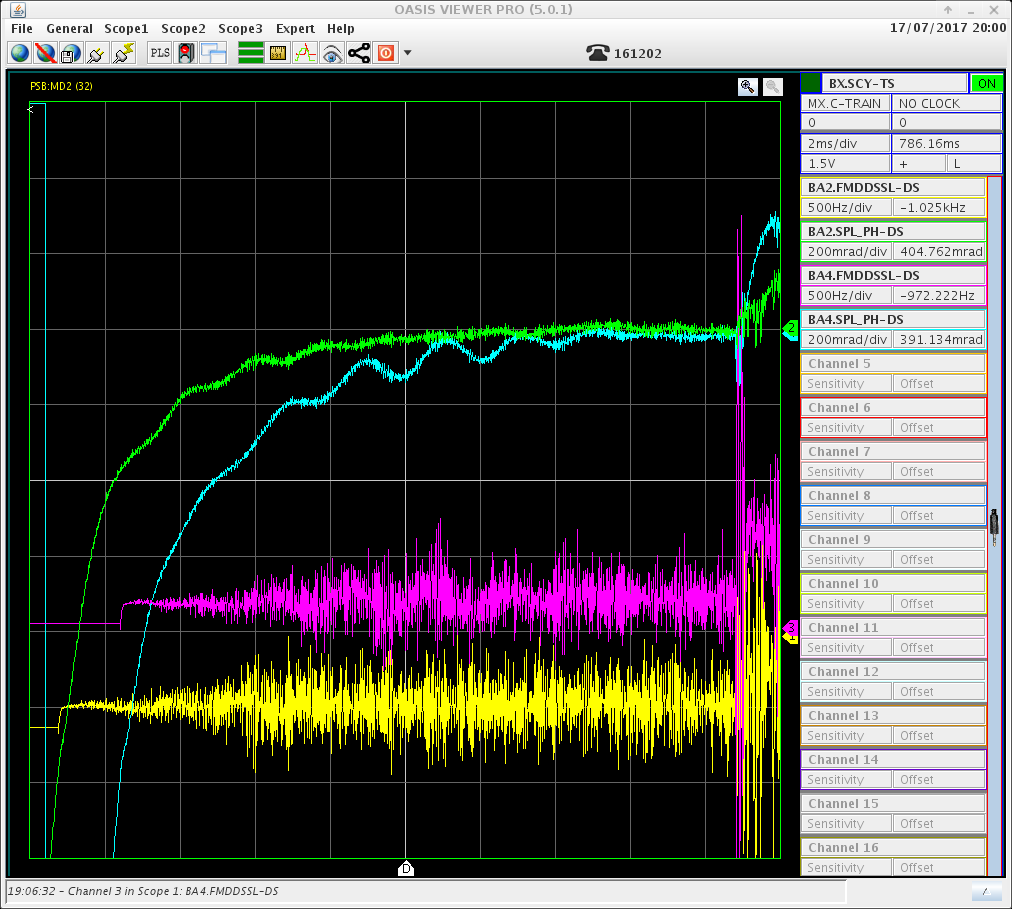 OASIS VIEWER PRO (5.0.1)
File General Scope1 Scope2 Scope3 Expert Help 17/07/2017 20:00
PLS 161202
PSB:MD2 (32)
BX.SCY-TS ON
MX.C-TRAIN NO CLOCK
0 0
2ms/div 786.16ms
1.5V + L
BA2.FMDDSSL-DS
500Hz/div -1.025kHz
BA2.SPL_PH-DS
200mrad/div 404.762mrad
BA4.FMDDSSL-DS
500Hz/div -972.222Hz
BA4.SPL_PH-DS
200mrad/div 391.134mrad
Channel 5
Sensitivity Offset
Channel 6
Sensitivity Offset
Channel 7
Sensitivity Offset
Channel 8
Sensitivity Offset
Channel 9
Sensitivity Offset
Channel 10
Sensitivity Offset
Channel 11
Sensitivity Offset
Channel 12
Sensitivity Offset
Channel 13
Sensitivity Offset
Channel 14
Sensitivity Offset
Channel 15
Sensitivity Offset
Channel 16
Sensitivity Offset
2
3
D
19:06:32 - Channel 3 in Scope 1: BA4.FMDDSSL-DS